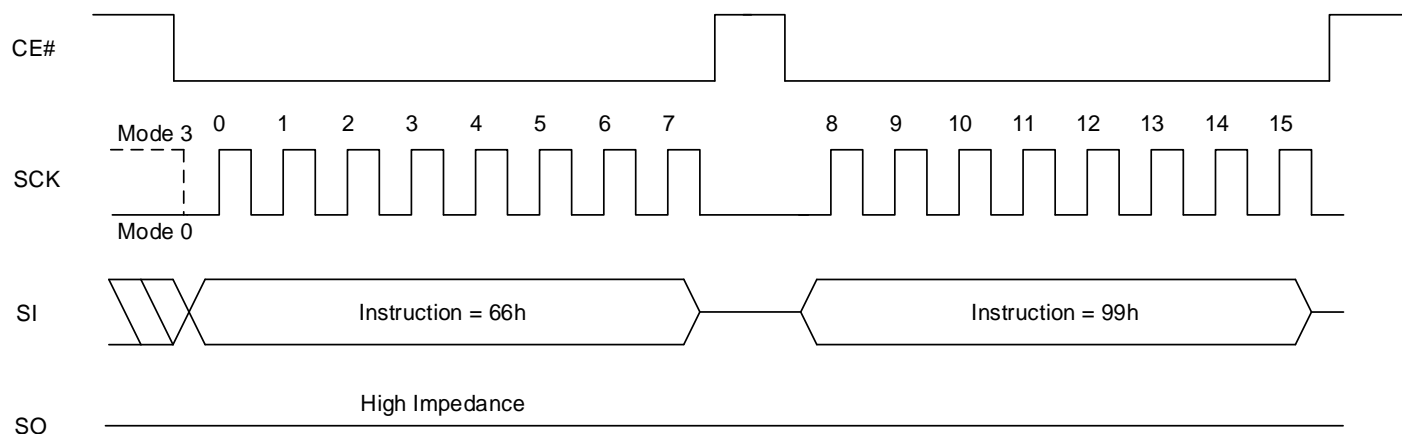 CE#
Mode 3
0 1 2 3 4 5 6 7 8 9 10 11 12 13 14 15
SCK
Mode 0
SI
Instruction = 66h
Instruction = 99h
High Impedance
SO